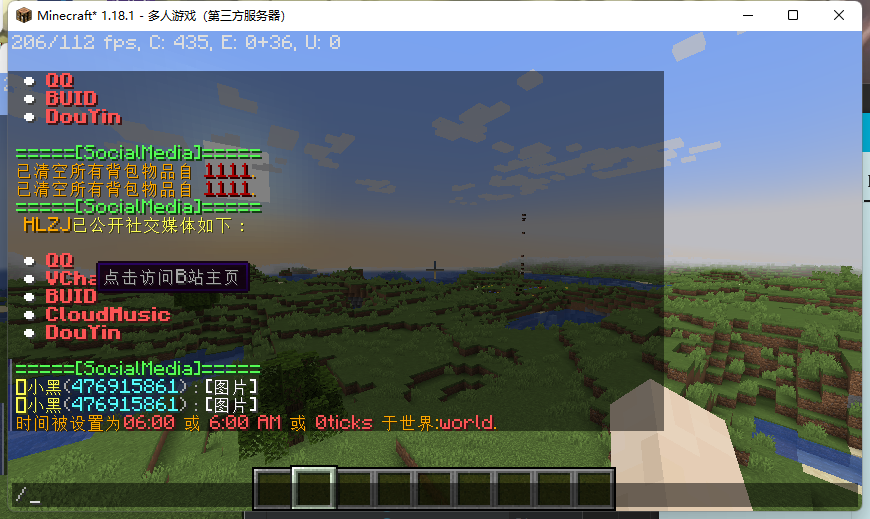 Minecraft* 1.18.1 - 多人游戏（第三方服务器）
206/112 fps, C: 435, E: 0+36, U: 0
QQ
BUID
DouYin
=====[SocialMedia]=====
已清空所有背包物品自 1111.
已清空所有背包物品自 1111.
=====[SocialMedia]=====
HLZJ已公开社交媒体如下：
QQ
VCha
点击访问B站主页
BUID
CloudMusic
DouYin
=====[SocialMedia]=====
小黑(476915861)：[图片]
小黑(476915861)：[图片]
时间被设置为06:00 或 6:00 AM 或 0ticks 于世界:world.
/_